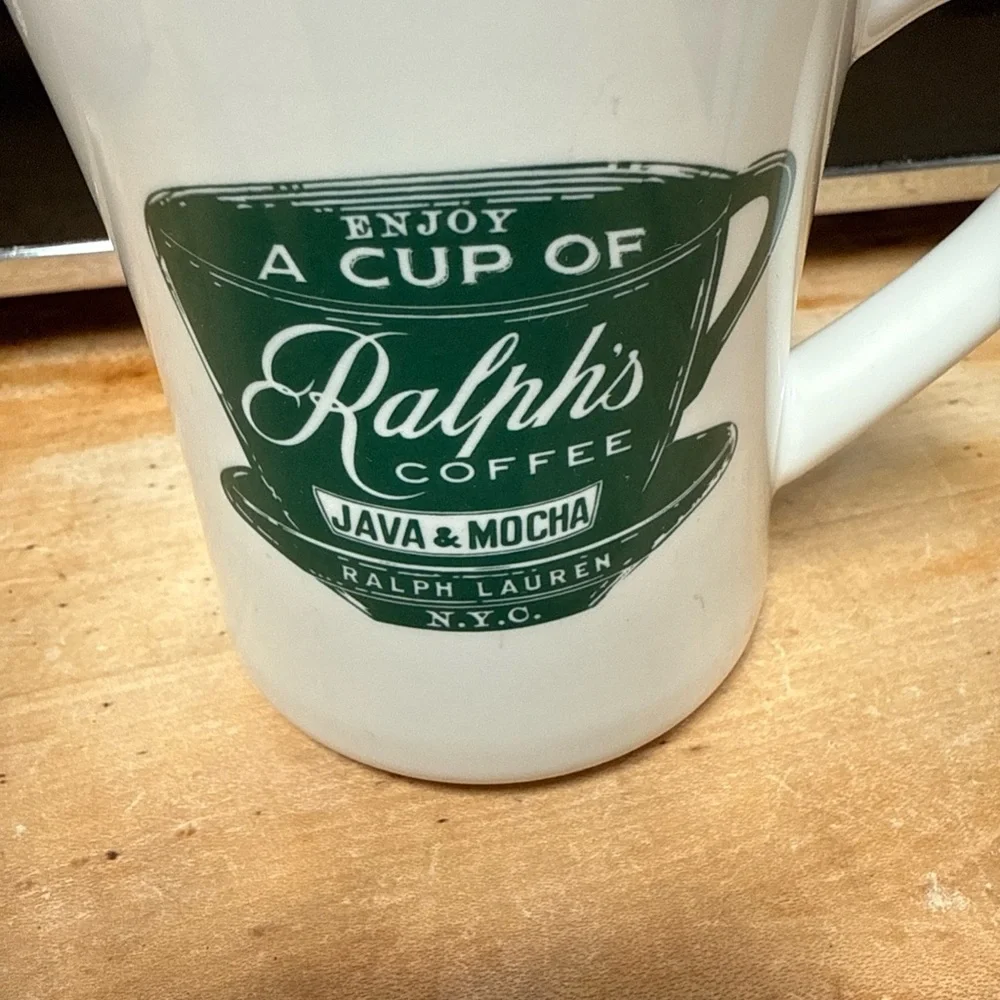 ENJOY
A CUP OF
Ralph's
COFFEE
JAVA & MOCHA
RALPH LAUREN
N.Y.C.